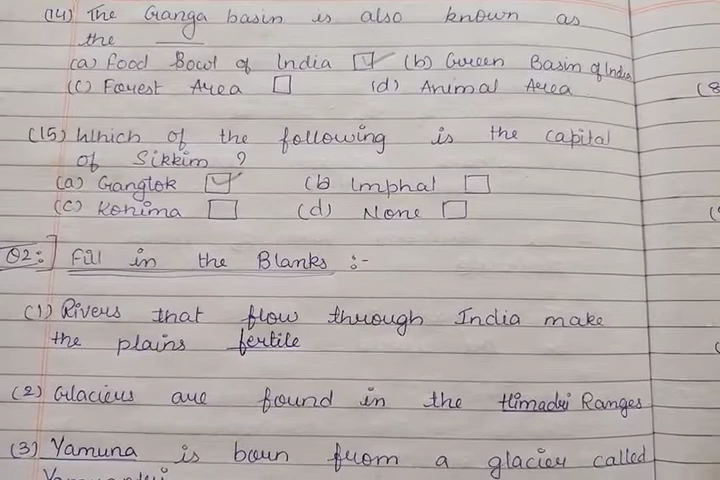 (14) The Ganga basin is also known as
the ____
(a) Food Bowl of India ☑ (b) Green Basin of India
(c) Forest Area ☐ (d) Animal Area
(15) Which of the following is the capital
of Sikkim ?
(a) Gangtok ☑ (b Imphal ☐
(c) Kohima ☐ (d) None ☐
Q2:] Fill in the Blanks :-
(1) Rivers that flow through India make
the plains fertile
(2) Glaciers are found in the Himadri Ranges
(3) Yamuna is born from a glacier called